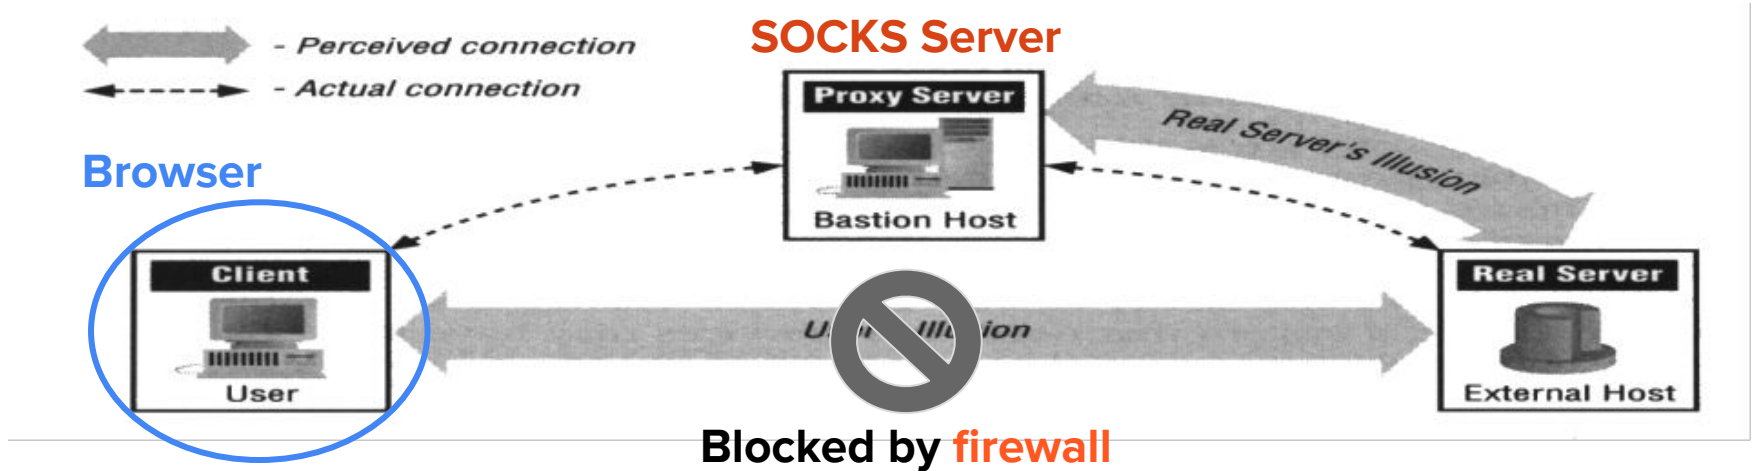 SOCKS Server
- Perceived connection
- Actual connection
Proxy Server
Real Server's Illusion
Browser
Bastion Host
Client
Real Server
Illusion
User
External Host
Blocked by firewall